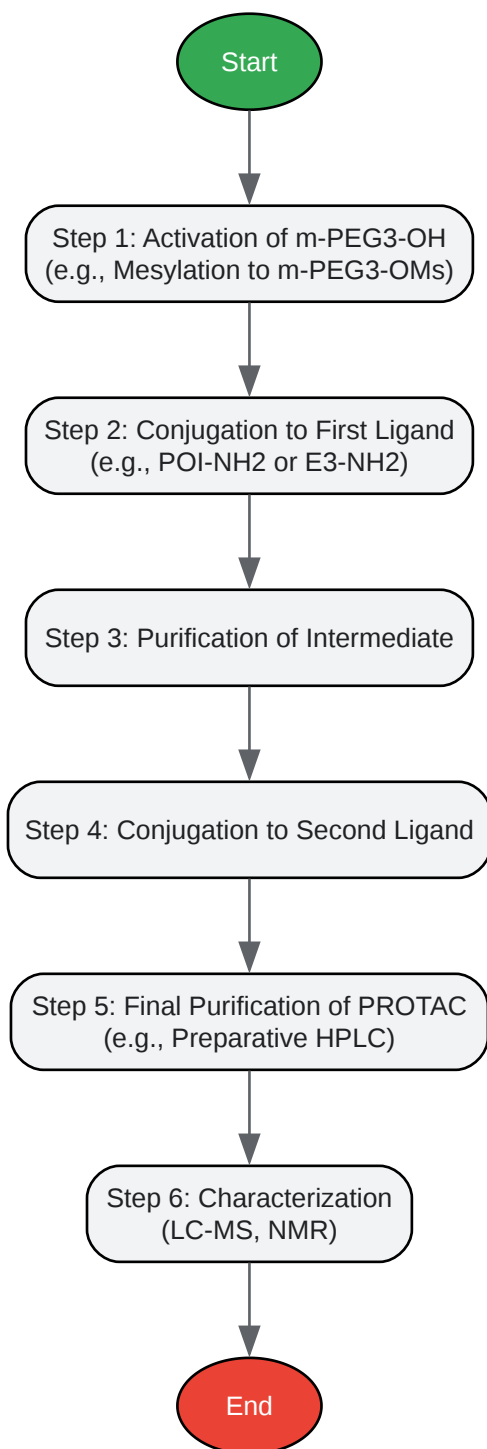 Start
Step 1: Activation of m-PEG3-OH
(e.g., Mesylation to m-PEG3-OMs)
Step 2: Conjugation to First Ligand
(e.g., POI-NH2 or E3-NH2)
Step 3: Purification of Intermediate
Step 4: Conjugation to Second Ligand
Step 5: Final Purification of PROTAC
(e.g., Preparative HPLC)
Step 6: Characterization
(LC-MS, NMR)
End